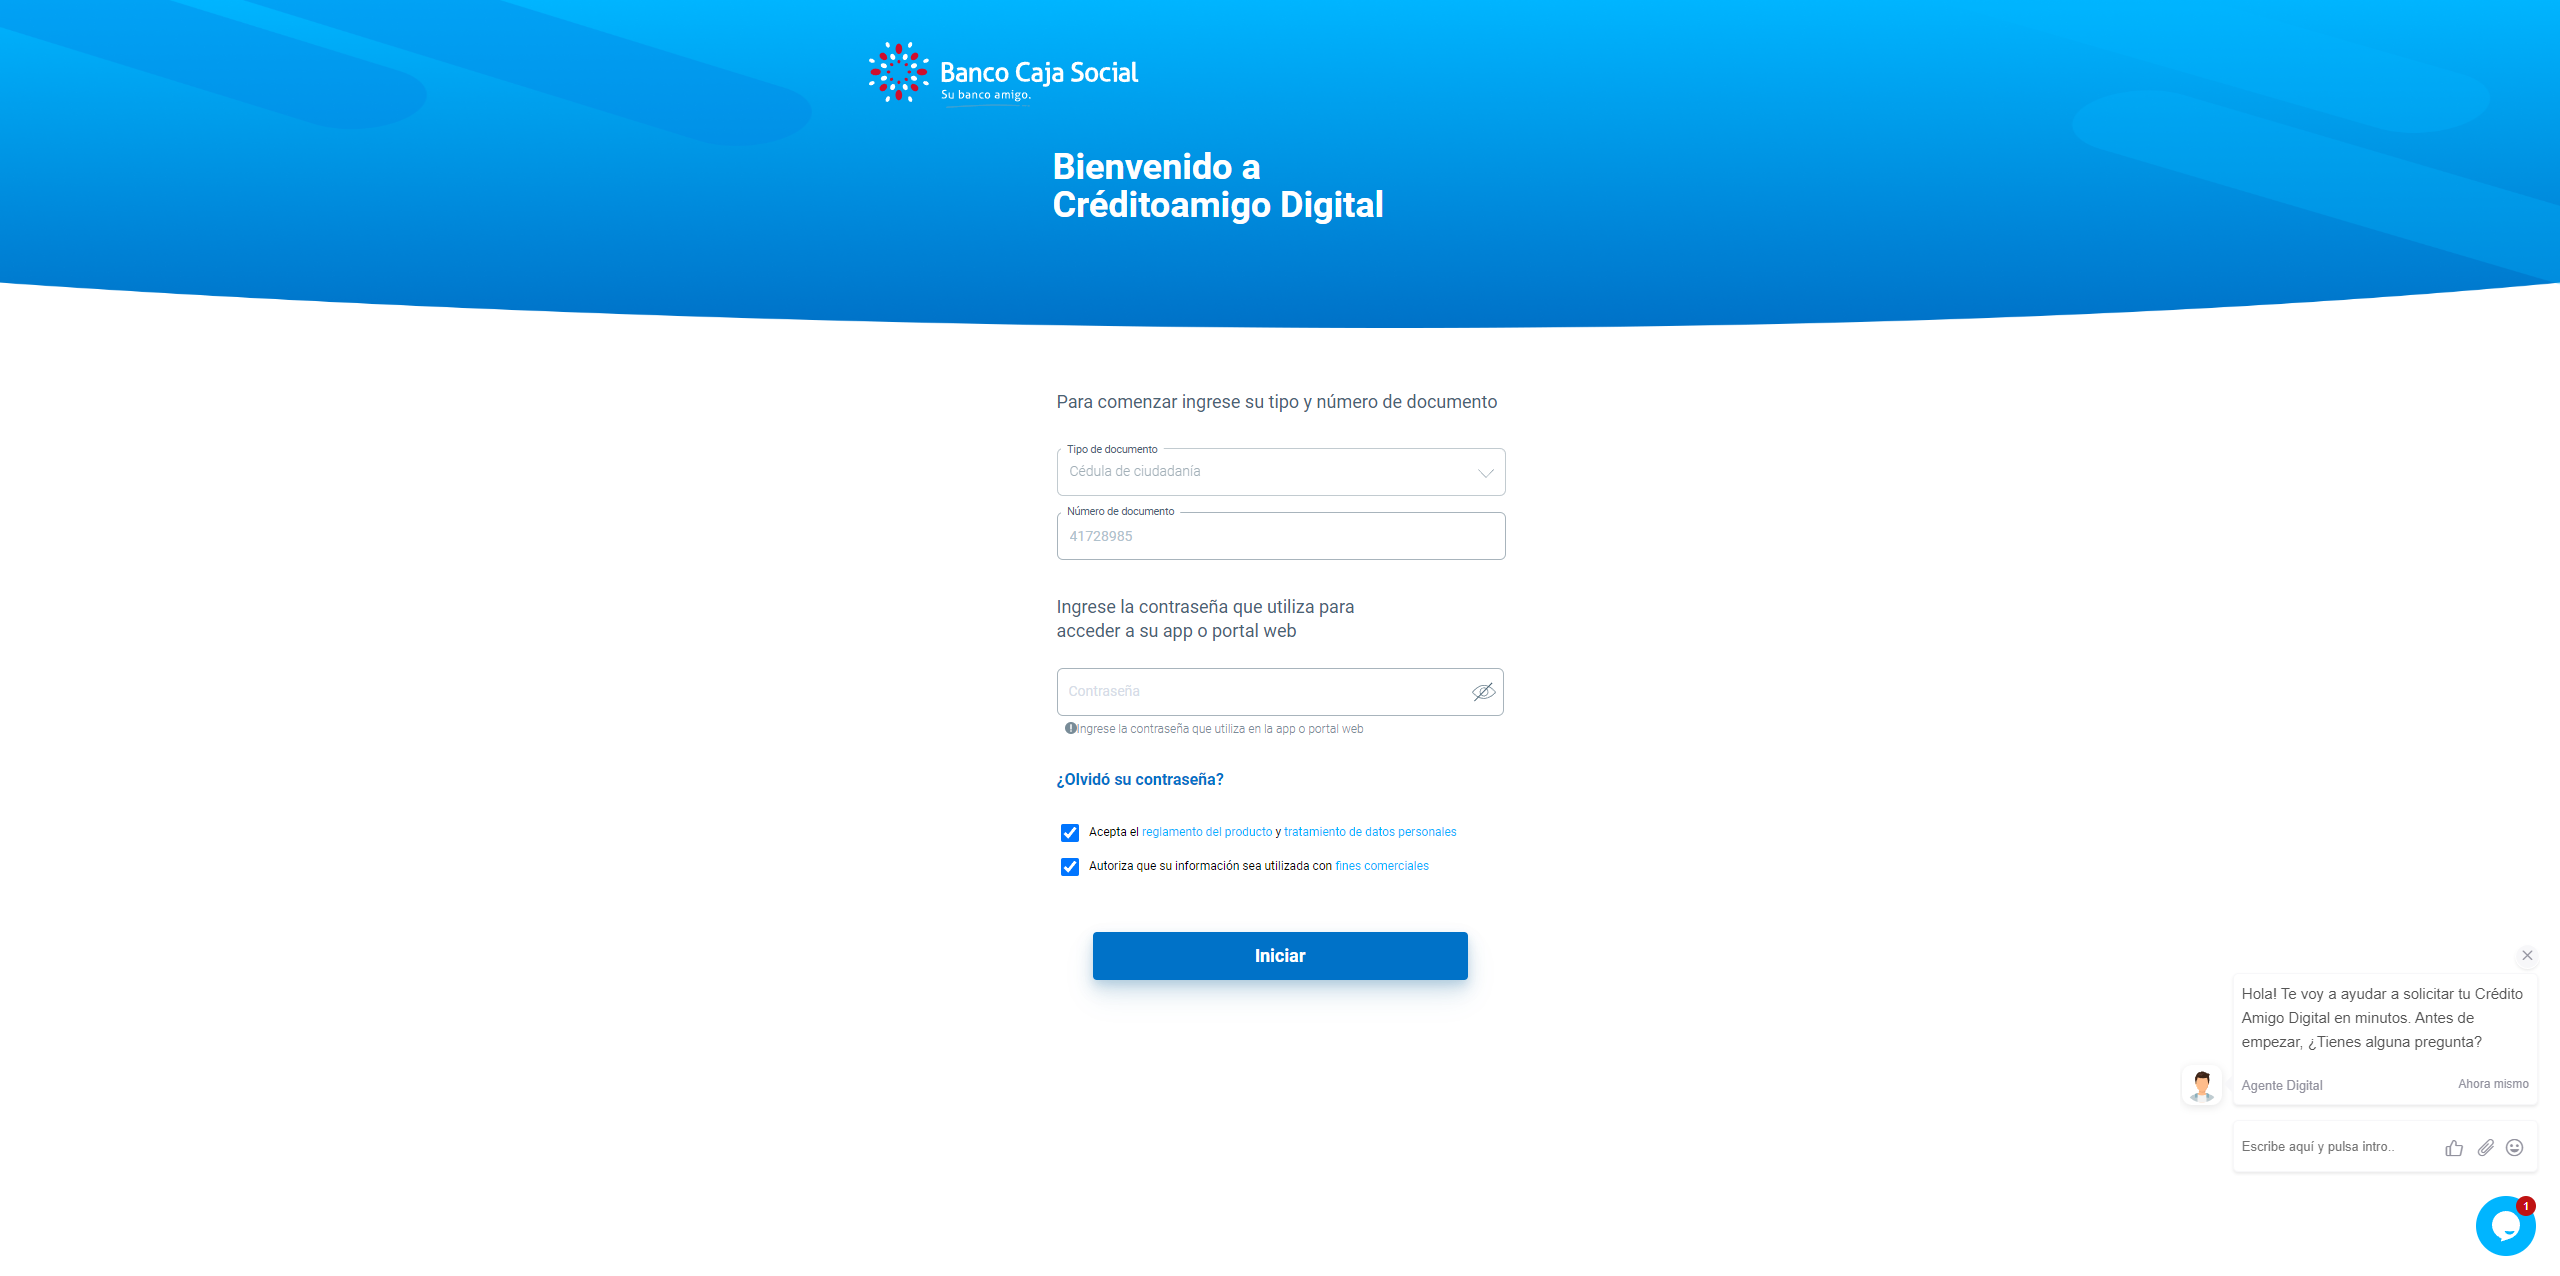 Banco Caja Social
Su banco amigo.
Bienvenido a
Créditoamigo Digital
Para comenzar ingrese su tipo y número de documento
Tipo de documento
Cédula de ciudadanía
Número de documento
41728985
Ingrese la contraseña que utiliza para
acceder a su app o portal web
Contraseña
Ingrese la contraseña que utiliza en la app o portal web
¿Olvidó su contraseña?
Acepta el reglamento del producto y tratamiento de datos personales
Autoriza que su información sea utilizada con fines comerciales
Iniciar
Hola! Te voy a ayudar a solicitar tu Crédito
Amigo Digital en minutos. Antes de
empezar, ¿Tienes alguna pregunta?
Agente Digital
Ahora mismo
Escribe aquí y pulsa intro..
1